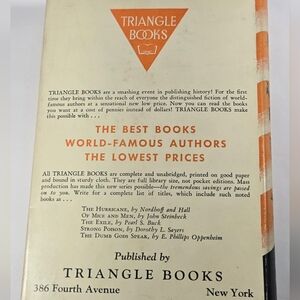 TRIANGLE
BOOKS
TRIANGLE BOOKS are a smashing event in publishing history! For the first
time they bring within the reach of everyone the distinguished fiction of world-
famous authors at a sensational new low price. Now you can read the books
you want at a cost of pennies instead of dollars! TRIANGLE BOOKS make
this possible with . . .
THE BEST BOOKS
WORLD-FAMOUS AUTHORS
THE LOWEST PRICES
All TRIANGLE BOOKS are complete and unabridged, printed on good paper
and bound in sturdy cloth. They are full library size, not pocket editions. Mass
production has made this new series possible—the tremendous savings are passed
on to you. Write for a complete list of titles, which include such
noted books as . . .
THE HURRICANE, by Nordhoff and Hall
OF MICE AND MEN, by John Steinbeck
THE EXILE, by Pearl S. Buck
STRONG POISON, by Dorothy L. Sayers
THE DUMB GODS SPEAK, by E. Phillips Oppenheim
Published by
TRIANGLE BOOKS
386 Fourth Avenue New York